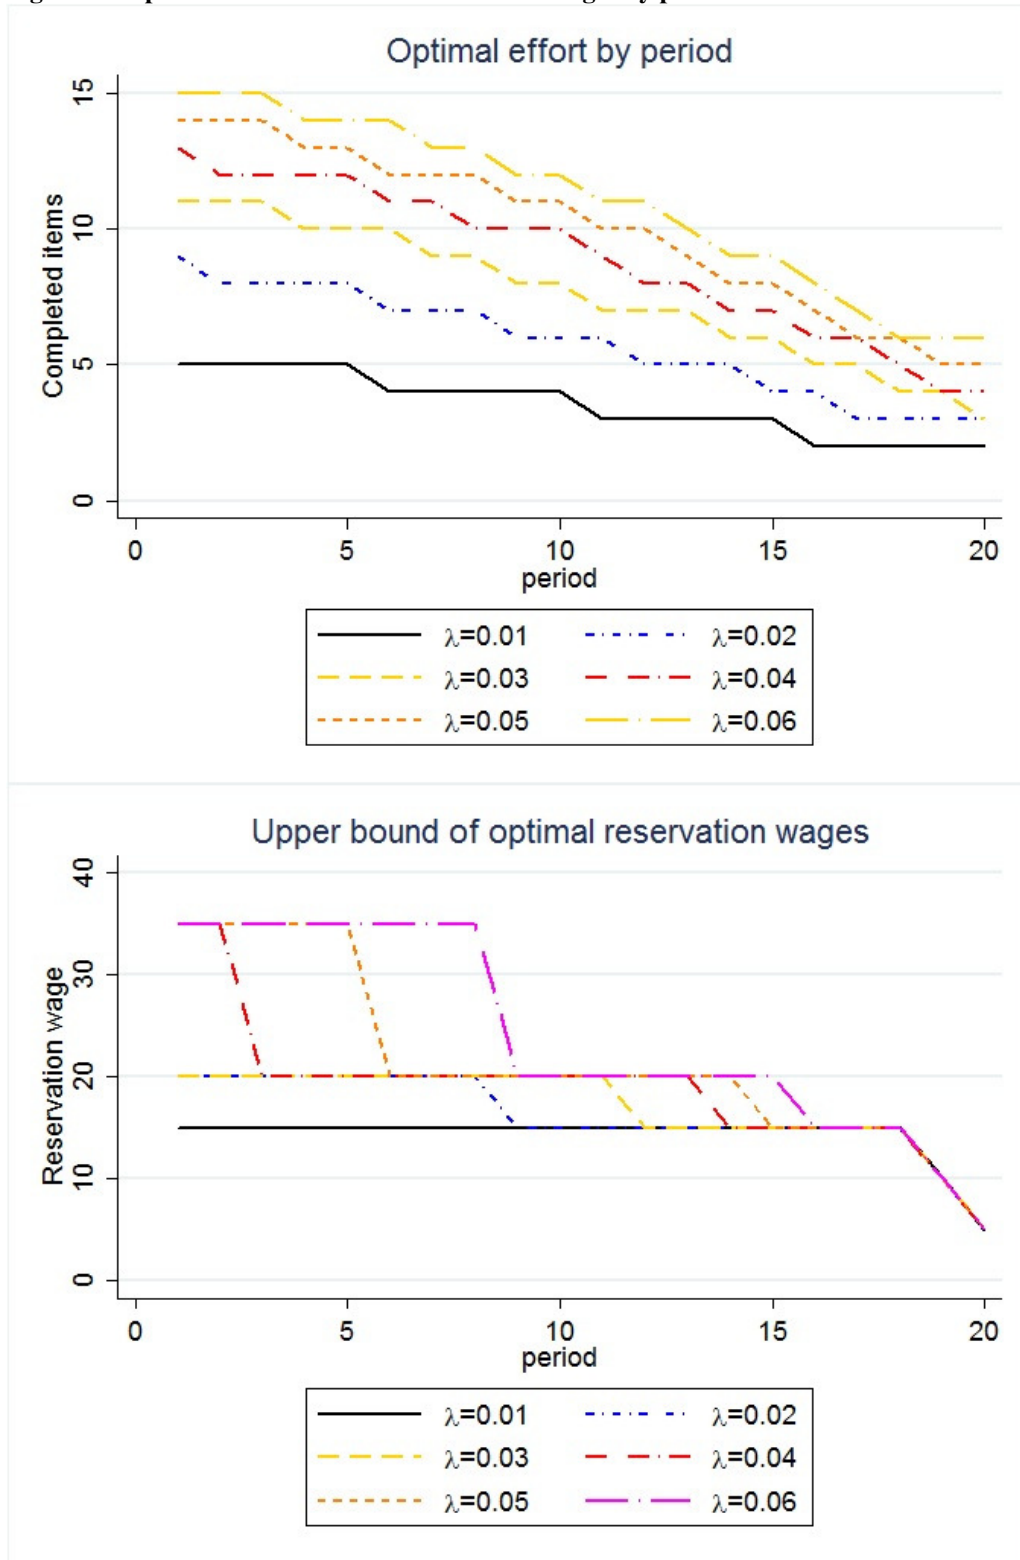 Optimal effort by period
15
10
5
0
Completed items
0 5 10 15 20
period
λ=0.01 λ=0.02
λ=0.03 λ=0.04
λ=0.05 λ=0.06
Upper bound of optimal reservation wages
40
30
20
10
0
Reservation wage
0 5 10 15 20
period
λ=0.01 λ=0.02
λ=0.03 λ=0.04
λ=0.05 λ=0.06